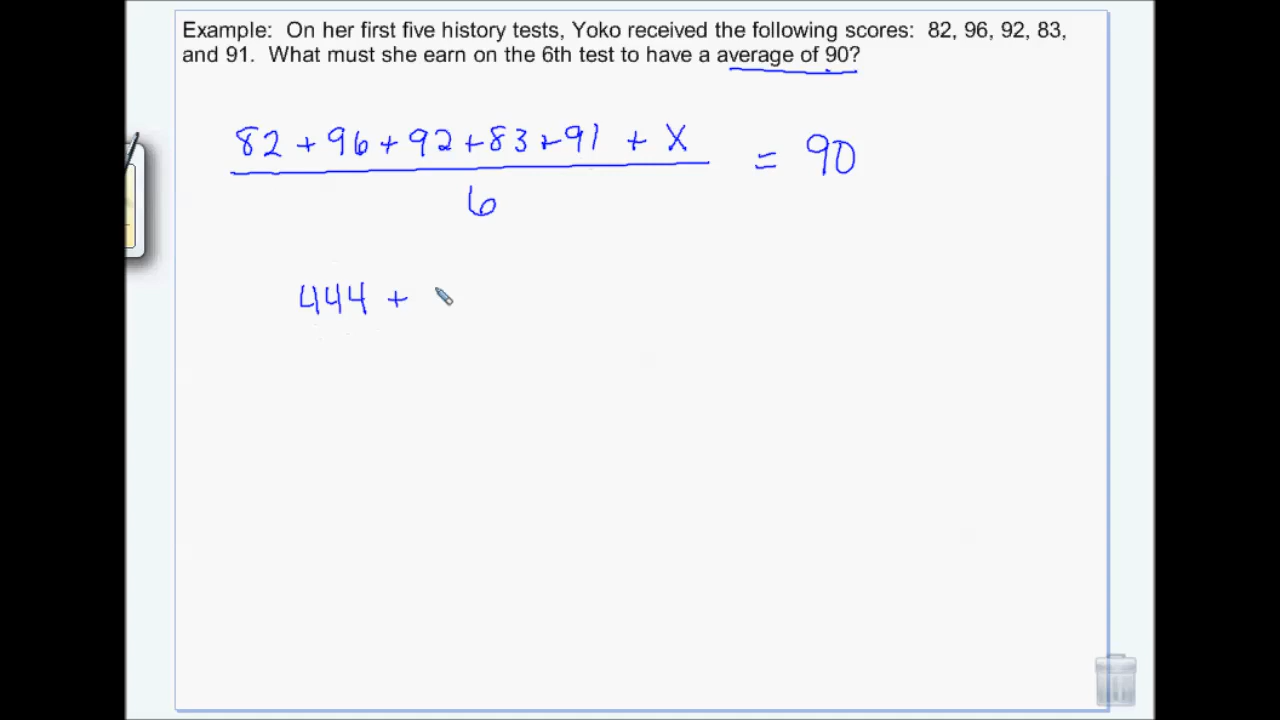 Example: On her first five history tests, Yoko received the following scores: 82, 96, 92, 83,
and 91. What must she earn on the 6th test to have a average of 90?
82 + 96 + 92 + 83 + 91 + X = 90
6
444 +